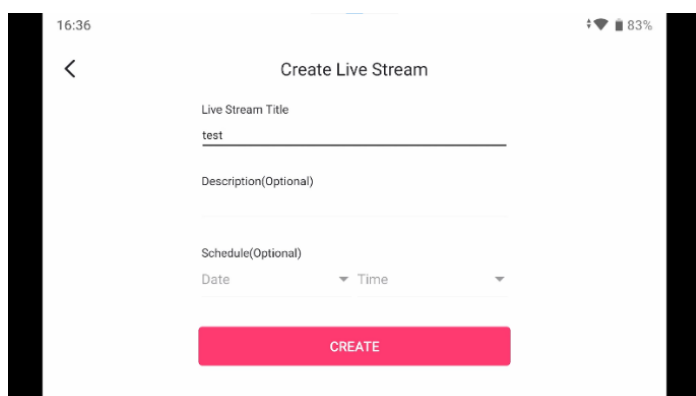 16:36 83%
Create Live Stream
Live Stream Title
test
Description(Optional)
Schedule(Optional)
Date Time
CREATE